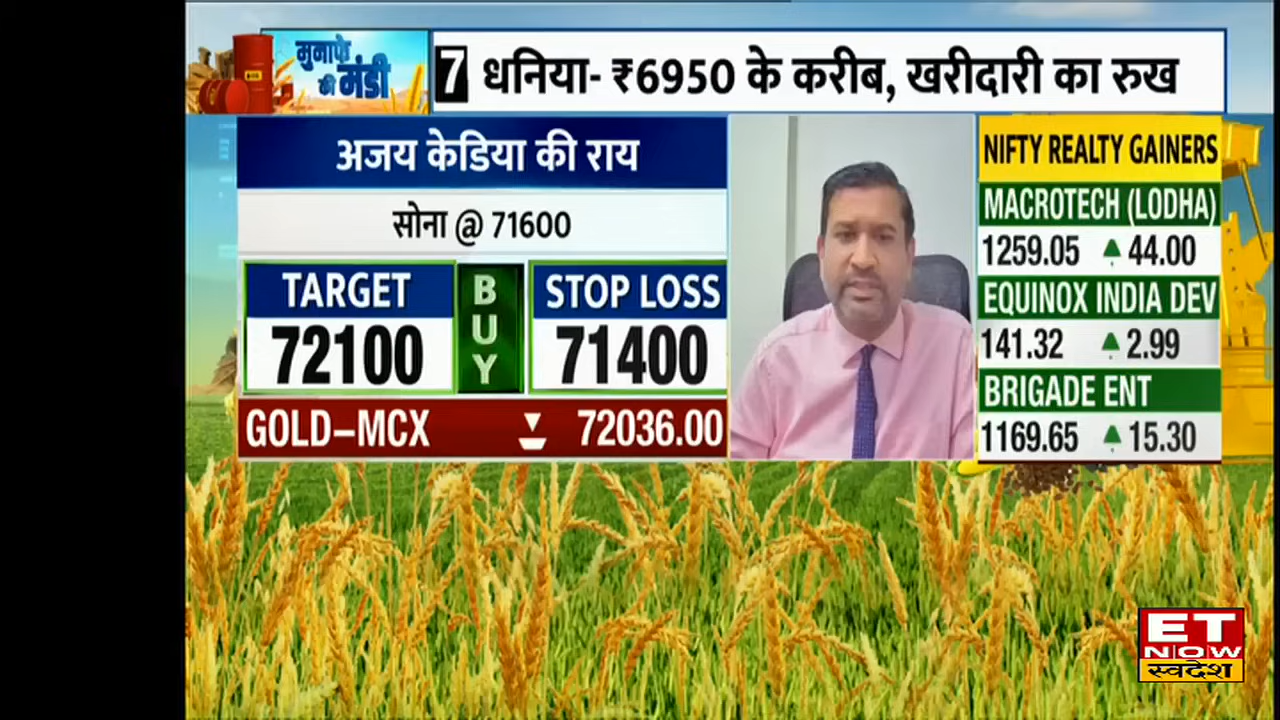 मुनाफे
की मंडी
7 धनिया- ₹6950 के करीब, खरीदारी का रुख
अजय केडिया की राय
सोना @ 71600
TARGET
72100
BUY
STOP LOSS
71400
GOLD-MCX 72036.00
NIFTY REALTY GAINERS
MACROTECH (LODHA)
1259.05 44.00
EQUINOX INDIA DEV
141.32 2.99
BRIGADE ENT
1169.65 15.30
ET
NOW
स्वदेश